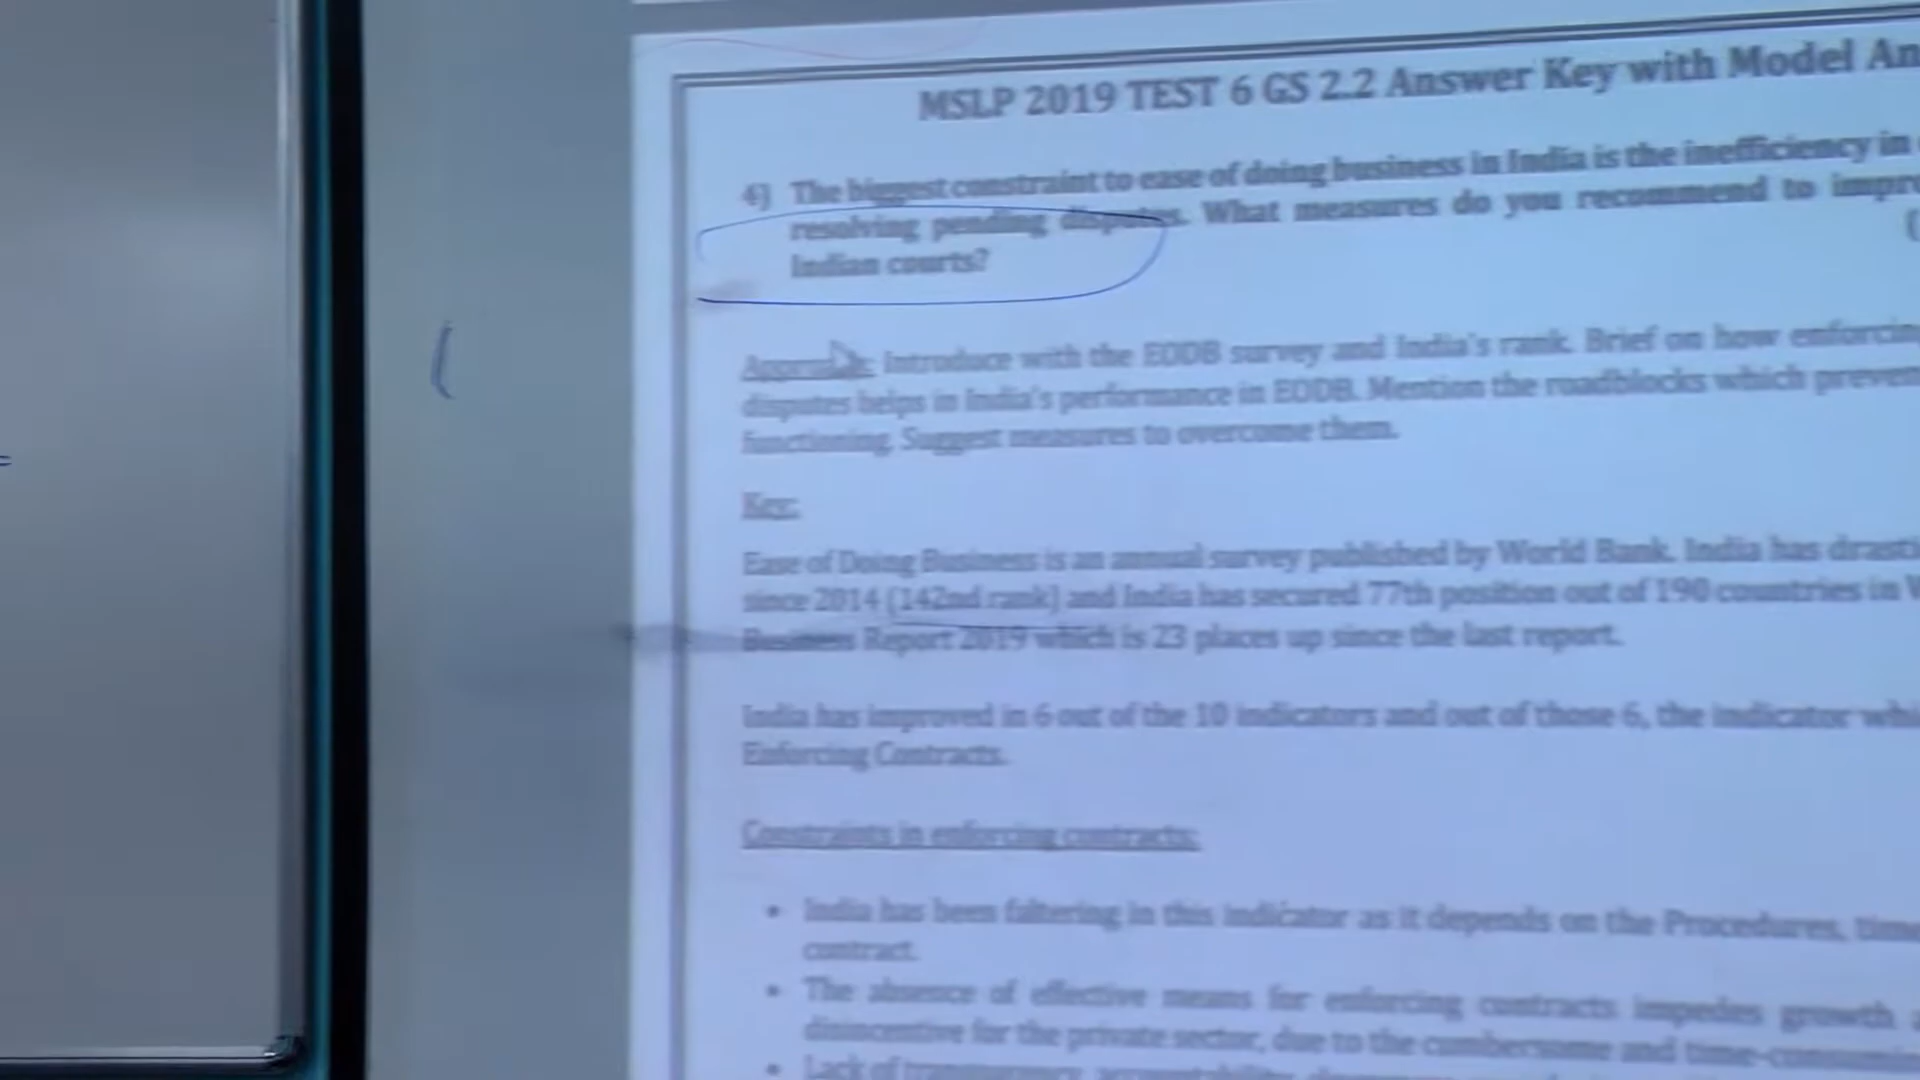 MSLP 2019 TEST 6 GS 2.2 Answer Key with Model An
4) The biggest constraint to ease of doing business in India is the inefficiency in
resolving pending disputes. What measures do you recommend to impro
Indian courts?
Approach: Introduce with the EODB survey and India's rank. Brief on how enforcin
disputes helps in India's performance in EODB. Mention the roadblocks which preven
functioning. Suggest measures to overcome them.
Key:
Ease of Doing Business is an annual survey published by World Bank. India has drasti
since 2014 (142nd rank) and India has secured 77th position out of 190 countries in W
Business Report 2019 which is 23 places up since the last report.
India has improved in 6 out of the 10 indicators and out of those 6, the indicator whi
Enforcing Contracts.
Constraints in enforcing contracts:
• India has been faltering in this indicator as it depends on the Procedures, time
contract.
• The absence of effective means for enforcing contracts impedes growth a
disincentive for the private sector, due to the cumbersome and time-consumi
• Lack of transparency, accountability,